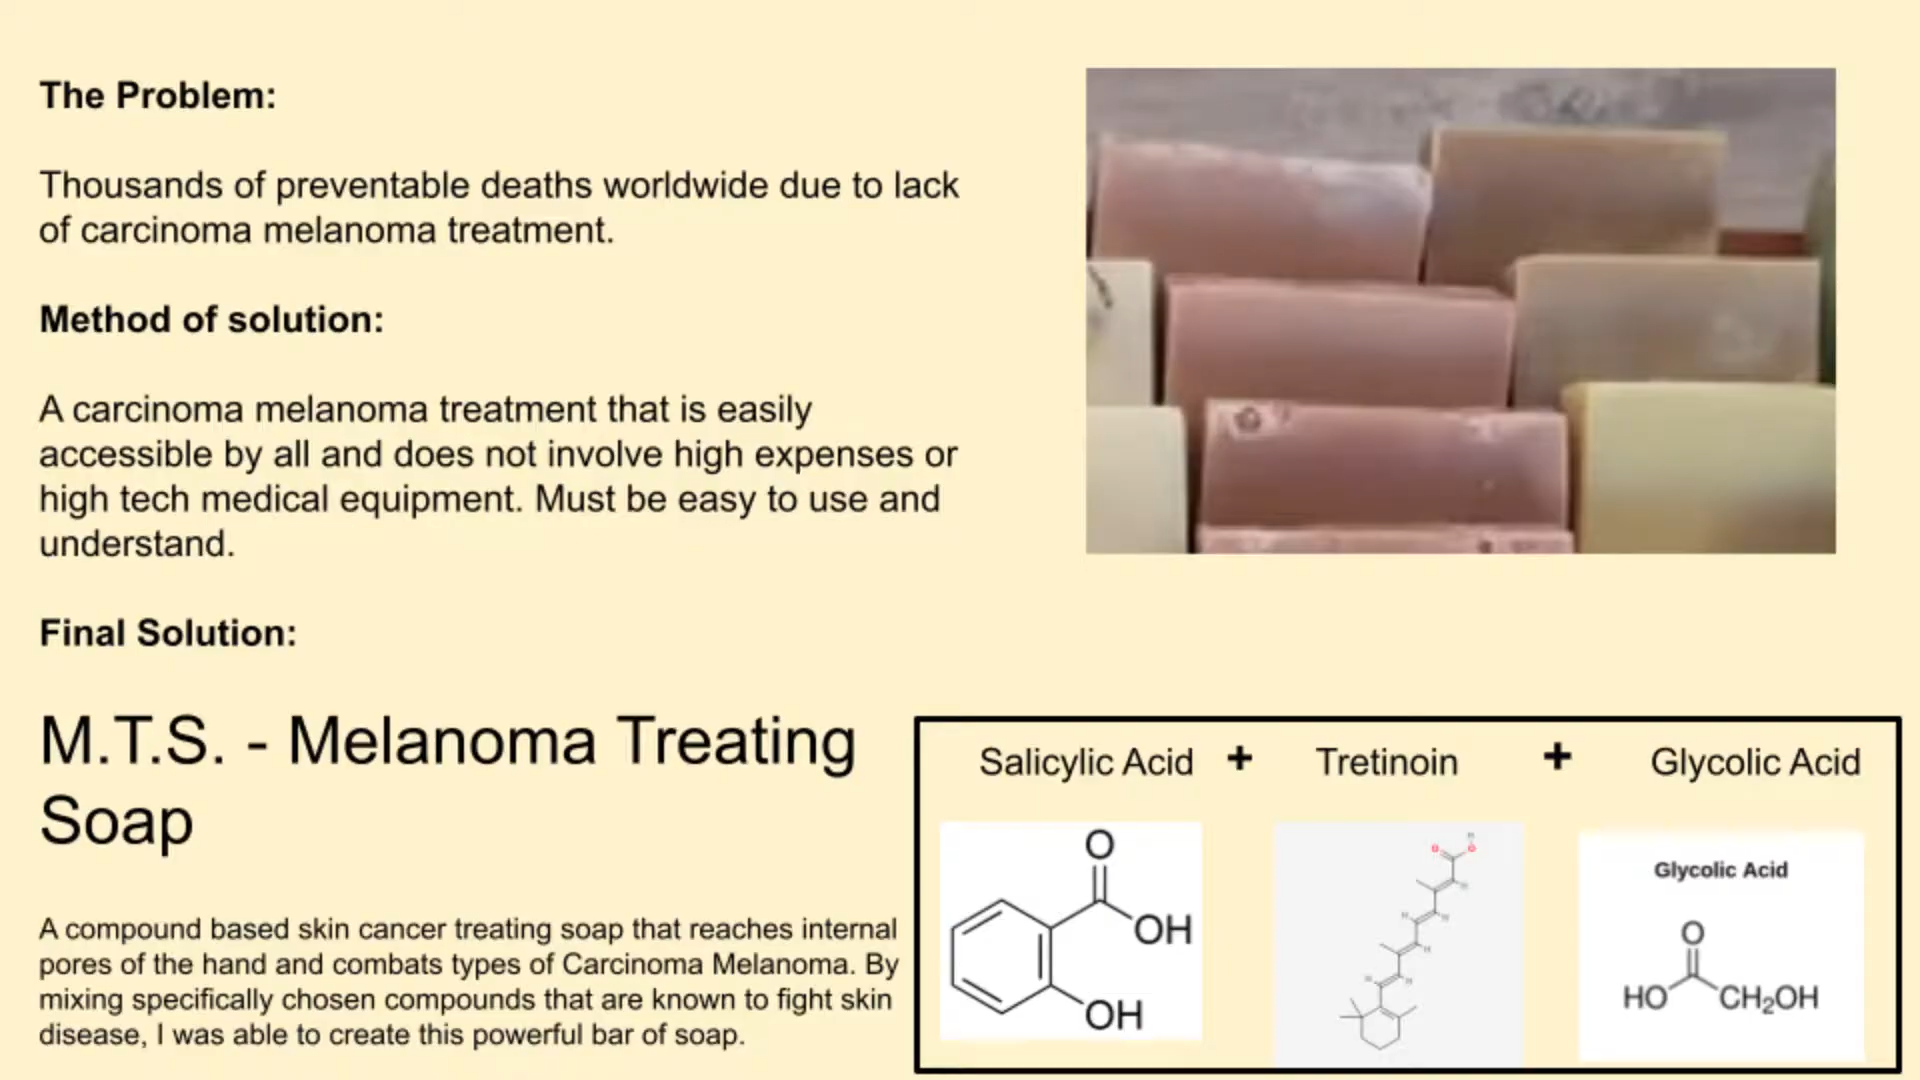 The Problem:
Thousands of preventable deaths worldwide due to lack
of carcinoma melanoma treatment.
Method of solution:
A carcinoma melanoma treatment that is easily
accessible by all and does not involve high expenses or
high tech medical equipment. Must be easy to use and
understand.
Final Solution:
M.T.S. - Melanoma Treating
Soap
A compound based skin cancer treating soap that reaches internal
pores of the hand and combats types of Carcinoma Melanoma. By
mixing specifically chosen compounds that are known to fight skin
disease, I was able to create this powerful bar of soap.
Salicylic Acid + Tretinoin + Glycolic Acid
O
OH
OH
H
O O
H
H H
H
H H
Glycolic Acid
O
HO CH₂OH